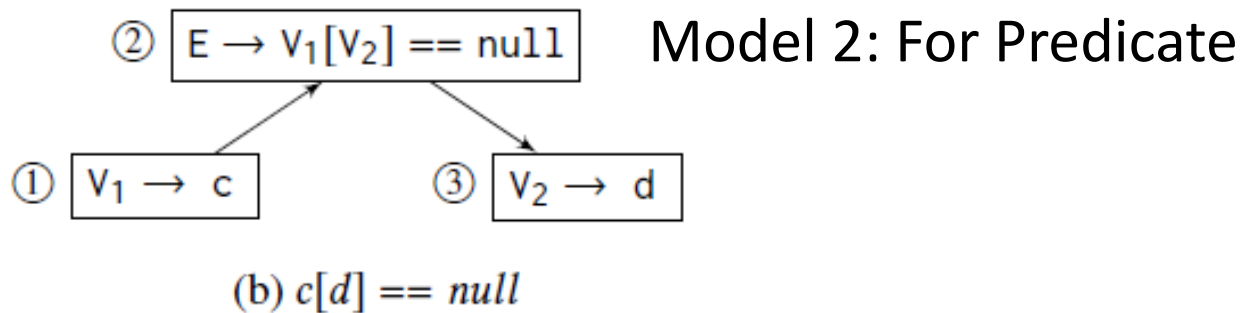 ② E → V₁[V₂] == null
Model 2: For Predicate
① V₁ → c
③ V₂ → d
(b) c[d] == null